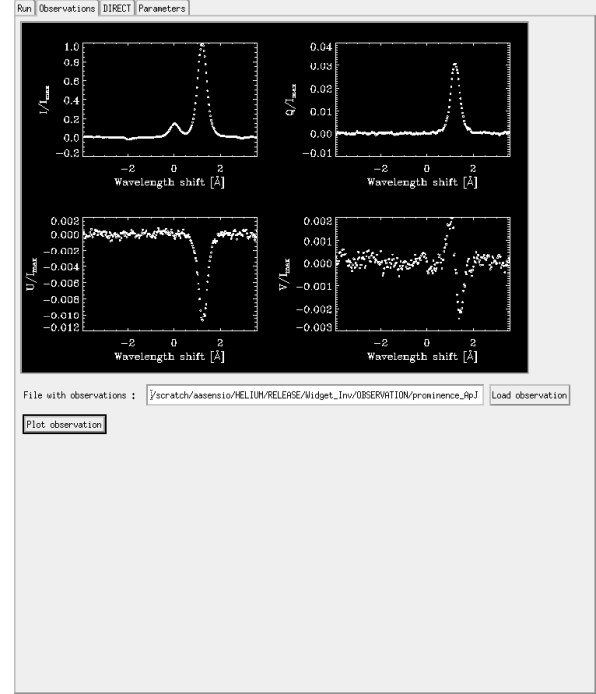 Run Observations DIRECT Parameters
1.0
0.8
0.6
0.4
0.2
0.0
−0.2
I/Imax
−2 0 2
Wavelength shift [Å]
0.04
0.03
0.02
0.01
0.00
−0.01
Q/Imax
−2 0 2
Wavelength shift [Å]
0.002
0.000
−0.002
−0.004
−0.006
−0.008
−0.010
−0.012
U/Imax
−2 0 2
Wavelength shift [Å]
0.002
0.001
0.000
−0.001
−0.002
−0.003
V/Imax
−2 0 2
Wavelength shift [Å]
File with observations : /scratch/aasensio/HELIUM/RELEASE/Widget_Inv/OBSERVATION/prominence_ApJ Load observation
Plot observation